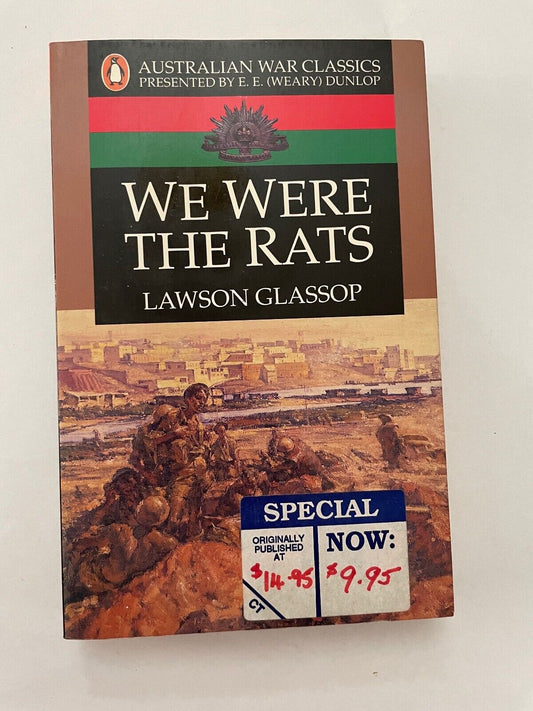 AUSTRALIAN WAR CLASSICS
PRESENTED BY E. E. (WEARY) DUNLOP
WE WERE
THE RATS
LAWSON GLASSOP
SPECIAL
ORIGINALLY
PUBLISHED
AT
$14.95
CT
NOW:
$9.95